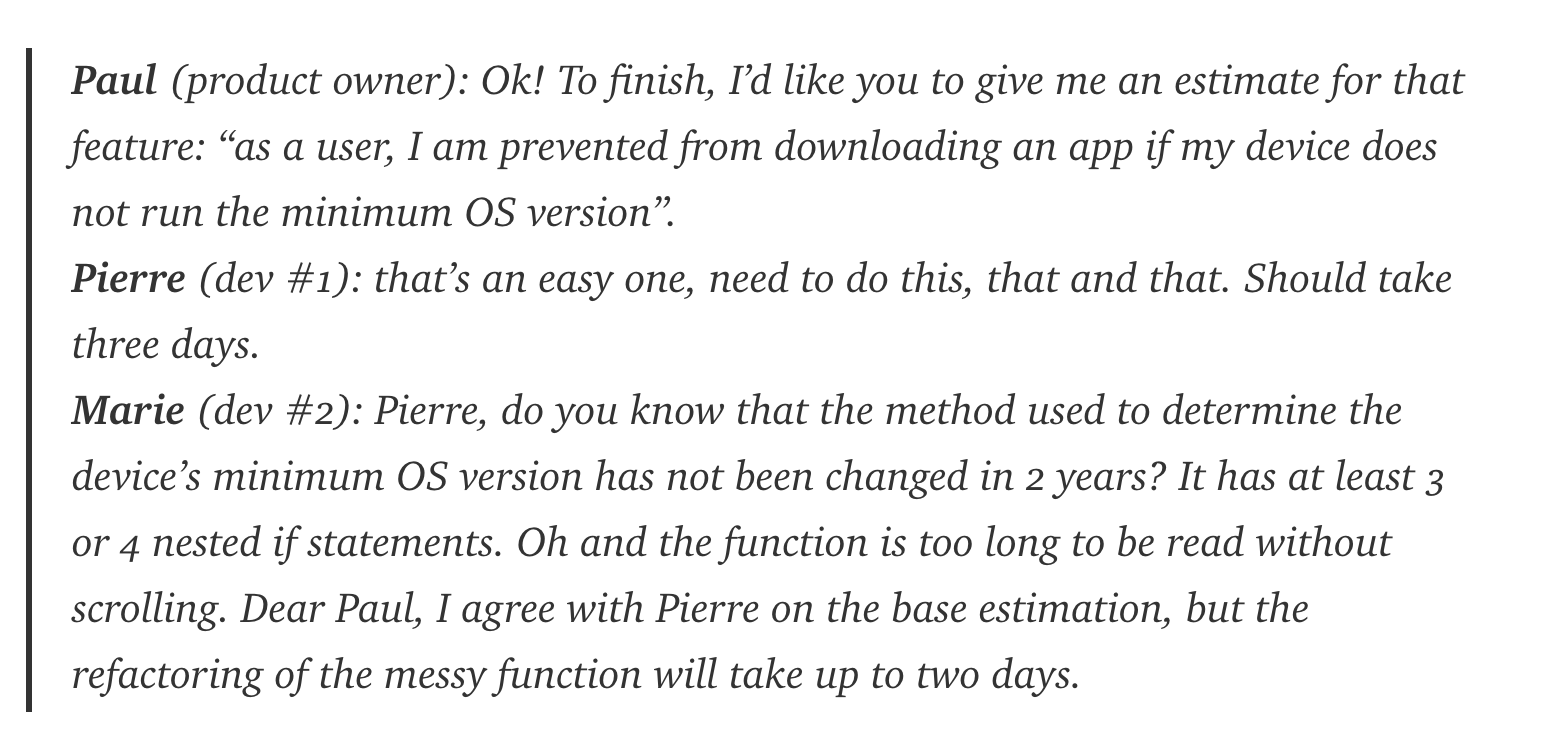 Paul (product owner): Ok! To finish, I’d like you to give me an estimate for that
feature: “as a user, I am prevented from downloading an app if my device does
not run the minimum OS version”.
Pierre (dev #1): that’s an easy one, need to do this, that and that. Should take
three days.
Marie (dev #2): Pierre, do you know that the method used to determine the
device’s minimum OS version has not been changed in 2 years? It has at least 3
or 4 nested if statements. Oh and the function is too long to be read without
scrolling. Dear Paul, I agree with Pierre on the base estimation, but the
refactoring of the messy function will take up to two days.